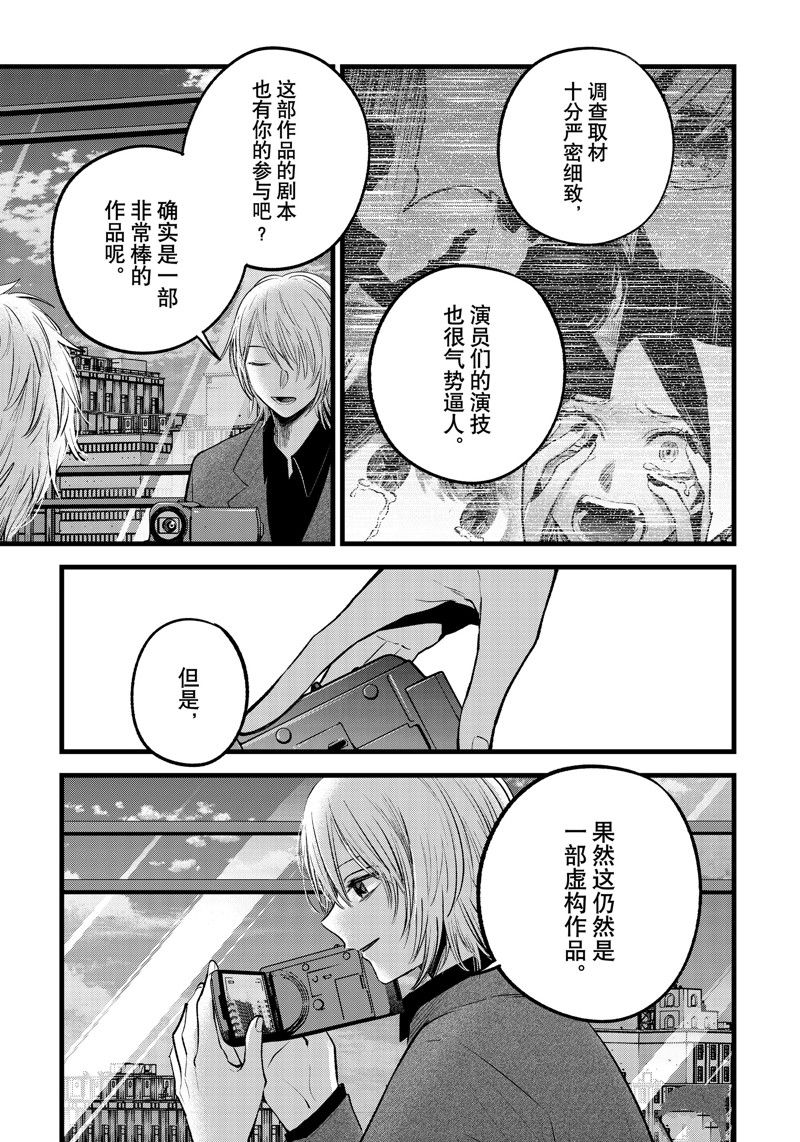 调查取材
十分严密细致，
演员们的演技
也很气势逼人。
这部作品的剧本
也有你的参与吧？
确实是一部
非常棒的
作品呢。
但是，
果然这仍然是
一部虚构作品。